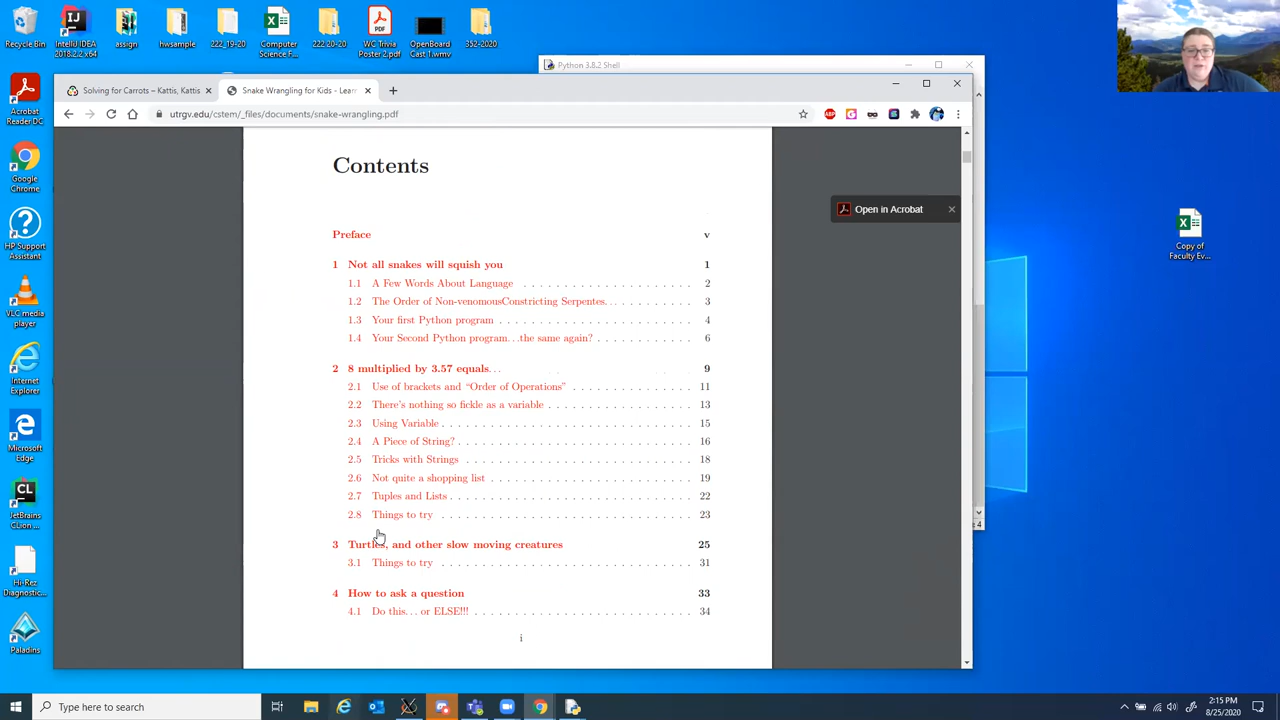 Recycle Bin
IntelliJ IDEA
2018.2.2 x64
assign
hwsample
222_19-20
Computer
Science F...
222 20-20
WC Trivia
Poster 2.pdf
OpenBoard
Cast 1.wmv
352-2020
Python 3.8.2 Shell
Solving for Carrots – Kattis, Kattis
Snake Wrangling for Kids - Learn
utrgv.edu/cstem/_files/documents/snake-wrangling.pdf
ABP
Open in Acrobat
Contents
Preface v
1 Not all snakes will squish you 1
1.1 A Few Words About Language . . . . . . . . . . . . . . . . . 2
1.2 The Order of Non-venomousConstricting Serpentes. . . . . . . . . . 3
1.3 Your first Python program . . . . . . . . . . . . . . . . . . . 4
1.4 Your Second Python program. . .the same again? . . . . . . . . . . . 6
2 8 multiplied by 3.57 equals. . . 9
2.1 Use of brackets and “Order of Operations” . . . . . . . . . . . . . 11
2.2 There's nothing so fickle as a variable . . . . . . . . . . . . . . . 13
2.3 Using Variable . . . . . . . . . . . . . . . . . . . . . . . . 15
2.4 A Piece of String? . . . . . . . . . . . . . . . . . . . . . . . 16
2.5 Tricks with Strings . . . . . . . . . . . . . . . . . . . . . . 18
2.6 Not quite a shopping list . . . . . . . . . . . . . . . . . . . . 19
2.7 Tuples and Lists . . . . . . . . . . . . . . . . . . . . . . . . 22
2.8 Things to try . . . . . . . . . . . . . . . . . . . . . . . . 23
3 Turtles, and other slow moving creatures 25
3.1 Things to try . . . . . . . . . . . . . . . . . . . . . . . . 31
4 How to ask a question 33
4.1 Do this. . . or ELSE!!! . . . . . . . . . . . . . . . . . . . . . 34
i
Acrobat
Reader DC
Google
Chrome
HP Support
Assistant
VLC media
player
Internet
Explorer
Microsoft
Edge
JetBrains
CLion ...
Hi-Rez
Diagnostic...
Paladins
Copy of
Faculty Ev...
: 4
Type here to search
2:15 PM
8/25/2020